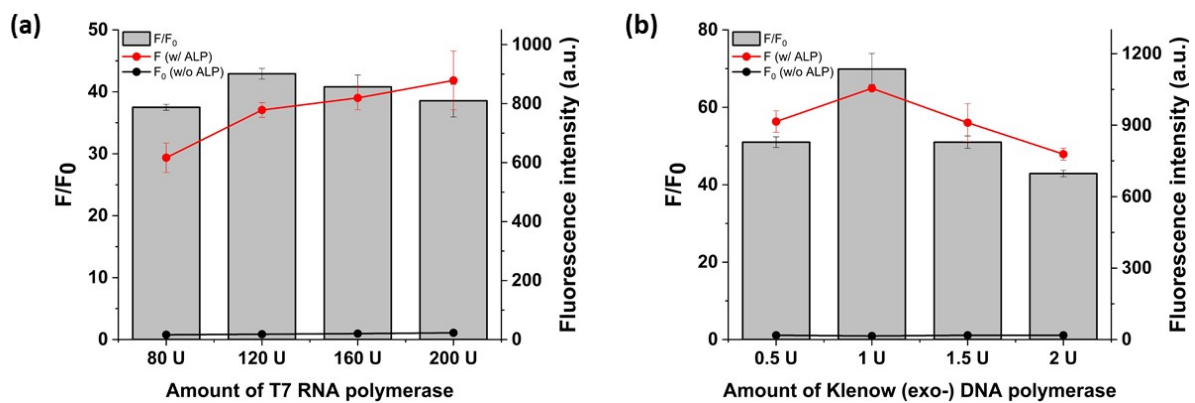 (a)
50
40
30
20
10
0
F/F0
F/F₀
F (w/ ALP)
F₀ (w/o ALP)
1000
800
600
400
200
0
Fluorescence intensity (a.u.)
80 U 120 U 160 U 200 U
Amount of T7 RNA polymerase
(b)
80
60
40
20
0
F/F₀
F/F₀
F (w/ ALP)
F₀ (w/o ALP)
1200
900
600
300
0
Fluorescence intensity (a.u.)
0.5 U 1 U 1.5 U 2 U
Amount of Klenow (exo-) DNA polymerase